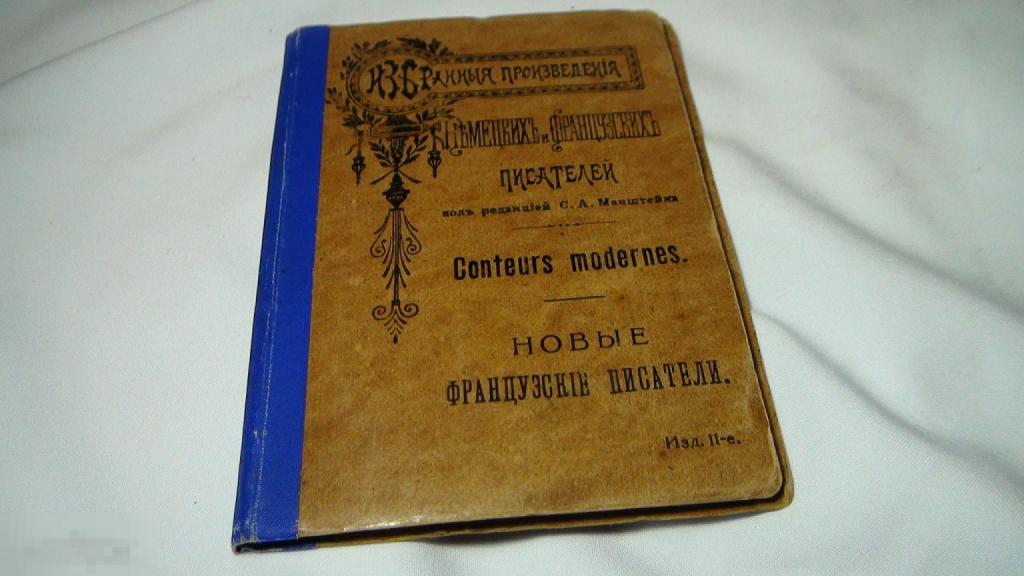 Избранныя произведенія
Нѣмецкихъ и Французскихъ
писателей
подъ редакціей С. А. Манштейна
Conteurs modernes.
НОВЫЕ
ФРАНЦУЗСКІЕ ПИСАТЕЛИ.
Изд. II-е.